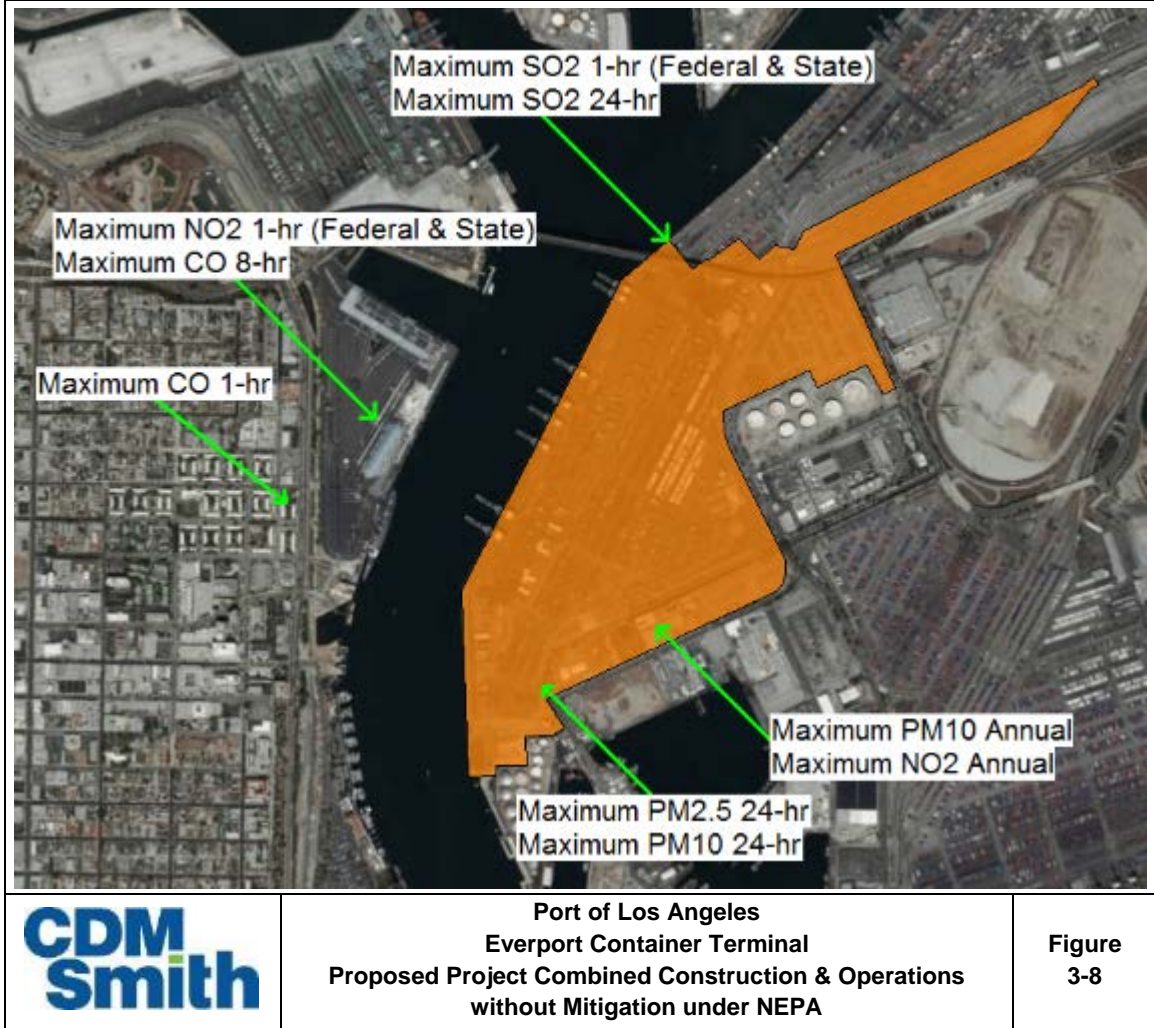 Maximum SO2 1-hr (Federal & State)
Maximum SO2 24-hr
Maximum NO2 1-hr (Federal & State)
Maximum CO 8-hr
Maximum CO 1-hr
Maximum PM10 Annual
Maximum NO2 Annual
Maximum PM2.5 24-hr
Maximum PM10 24-hr
CDM
Smith
Port of Los Angeles
Everport Container Terminal
Proposed Project Combined Construction & Operations
without Mitigation under NEPA
Figure
3-8